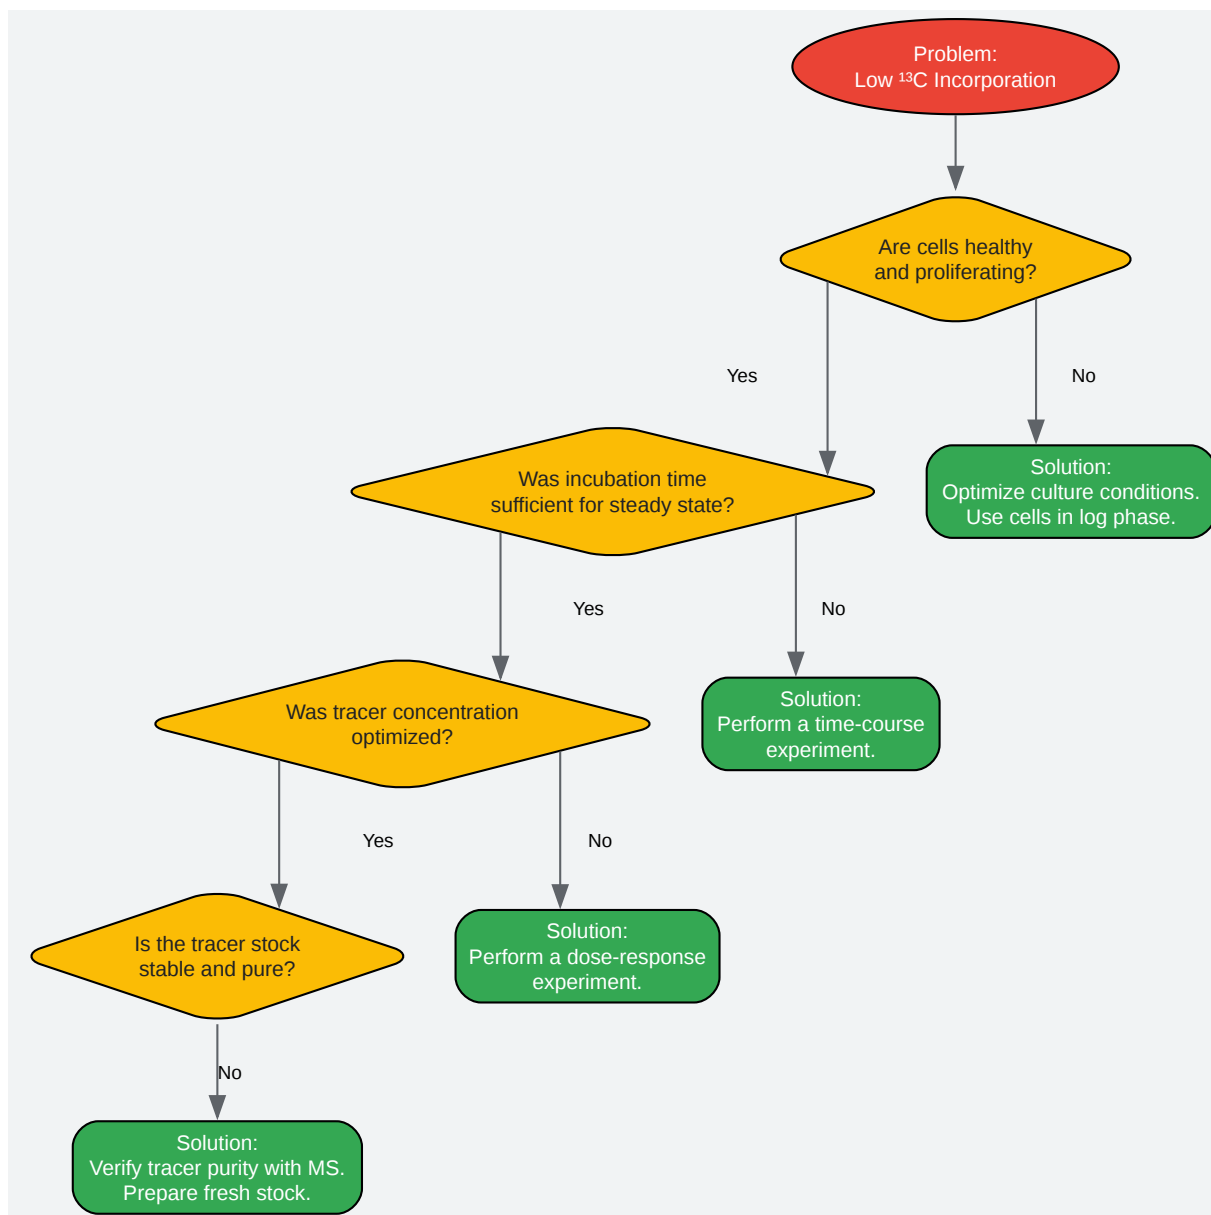 Problem:
Low ¹³C Incorporation
Are cells healthy
and proliferating?
Yes
No
Was incubation time
sufficient for steady state?
Solution:
Optimize culture conditions.
Use cells in log phase.
Yes
No
Was tracer concentration
optimized?
Solution:
Perform a time-course
experiment.
Yes
No
Is the tracer stock
stable and pure?
Solution:
Perform a dose-response
experiment.
No
Solution:
Verify tracer purity with MS.
Prepare fresh stock.